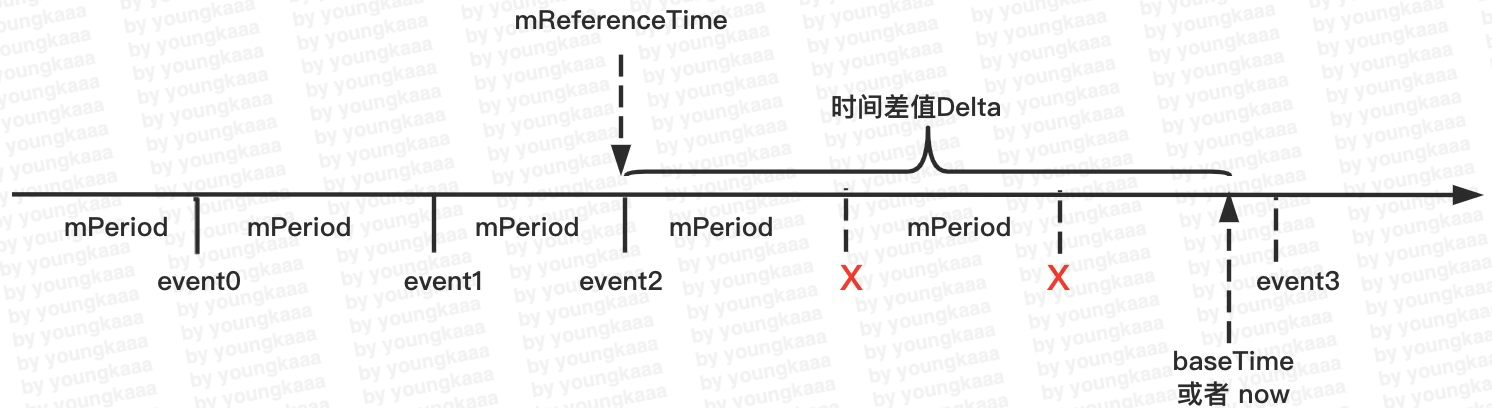 mReferenceTime
时间差值Delta
mPeriod mPeriod mPeriod mPeriod mPeriod
event0 event1 event2 X X event3
baseTime
或者 now
by youngkaaa